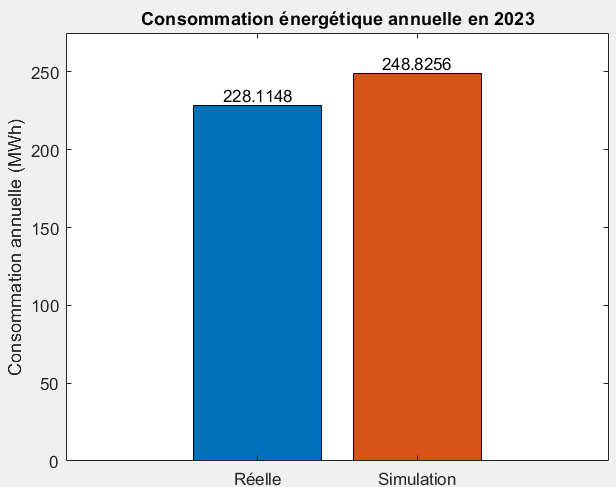 Consommation énergétique annuelle en 2023
Consommation annuelle (MWh)
250
200
150
100
50
0
228.1148
248.8256
Réelle
Simulation